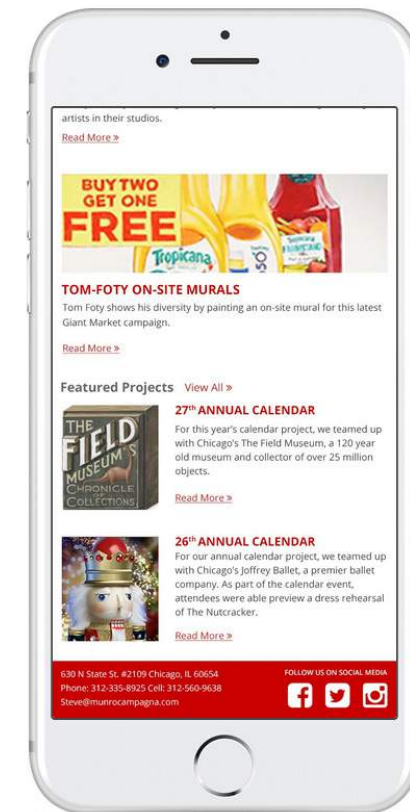 artists in their studios.
Read More »
BUY TWO
GET ONE
FREE
Tropicana
TOM-FOTY ON-SITE MURALS
Tom Foty shows his diversity by painting an on-site mural for this latest
Giant Market campaign.
Read More »
Featured Projects View All »
THE
FIELD
MUSEUM'S
CHRONICLE
OF
COLLECTIONS
27th ANNUAL CALENDAR
For this year's calendar project, we teamed up
with Chicago's The Field Museum, a 120 year
old museum and collector of over 25 million
objects.
Read More »
26th ANNUAL CALENDAR
For our annual calendar project, we teamed up
with Chicago's Joffrey Ballet, a premier ballet
company. As part of the calendar event,
attendees were able preview a dress rehearsal
of The Nutcracker.
Read More »
630 N State St. #2109 Chicago, IL 60654
Phone: 312-335-8925 Cell: 312-560-9638
Steve@munrocampagna.com
FOLLOW US ON SOCIAL MEDIA